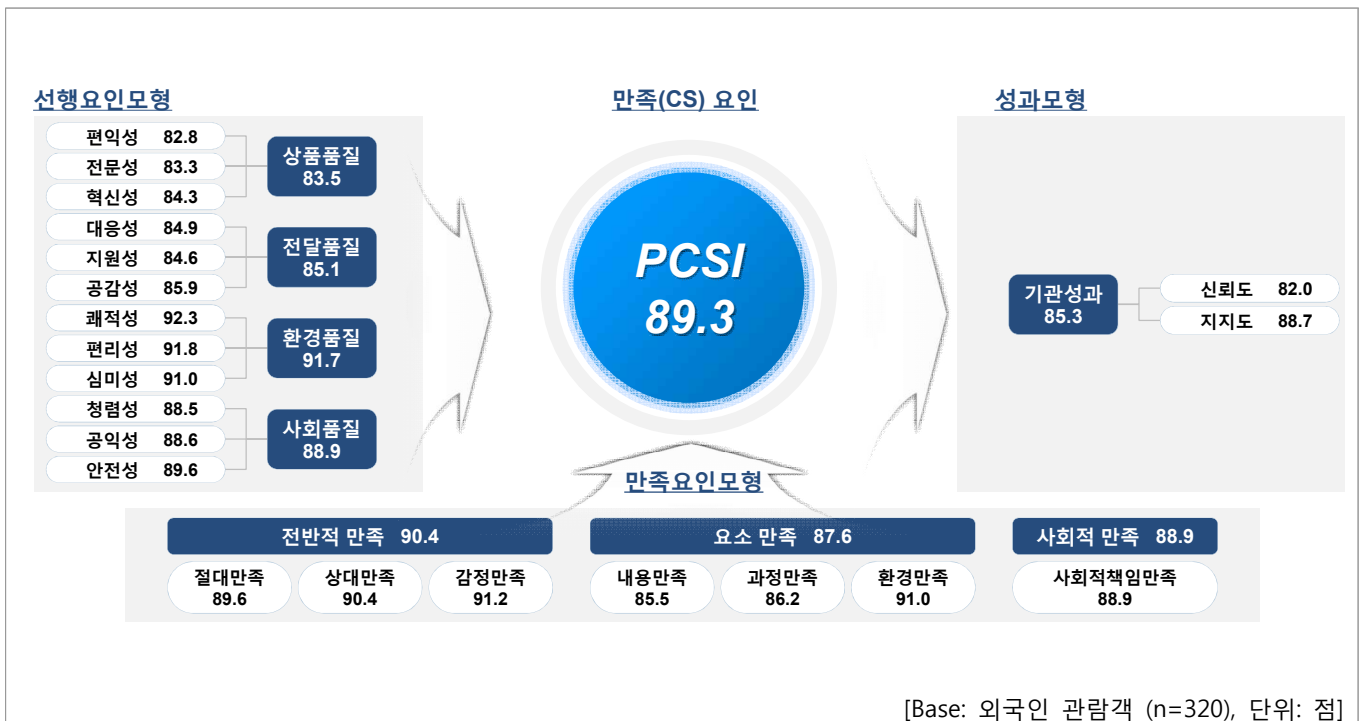 선행요인모형
만족(CS) 요인
성과모형
편익성 82.8
전문성 83.3
혁신성 84.3
상품품질
83.5
대응성 84.9
지원성 84.6
공감성 85.9
전달품질
85.1
쾌적성 92.3
편리성 91.8
심미성 91.0
환경품질
91.7
청렴성 88.5
공익성 88.6
안전성 89.6
사회품질
88.9
PCSI
89.3
기관성과
85.3
신뢰도 82.0
지지도 88.7
만족요인모형
전반적 만족 90.4
절대만족
89.6
상대만족
90.4
감정만족
91.2
요소 만족 87.6
내용만족
85.5
과정만족
86.2
환경만족
91.0
사회적 만족 88.9
사회적책임만족
88.9
[Base: 외국인 관람객 (n=320), 단위: 점]